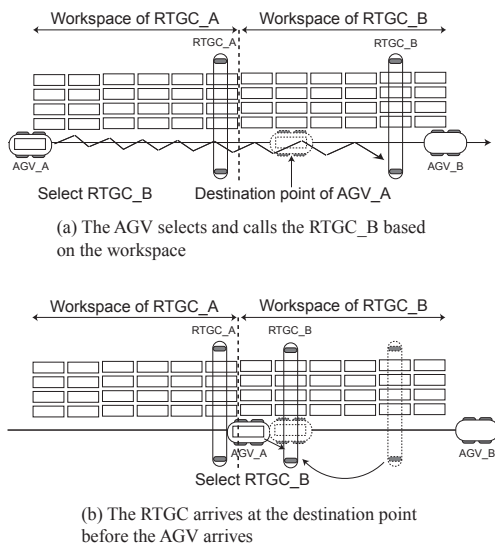 Workspace of RTGC_A Workspace of RTGC_B
RTGC_A RTGC_B
AGV_A AGV_B
Select RTGC_B Destination point of AGV_A
(a) The AGV selects and calls the RTGC_B based
on the workspace
Workspace of RTGC_A Workspace of RTGC_B
RTGC_A RTGC_B
AGV_A AGV_B
Select RTGC_B
(b) The RTGC arrives at the destination point
before the AGV arrives